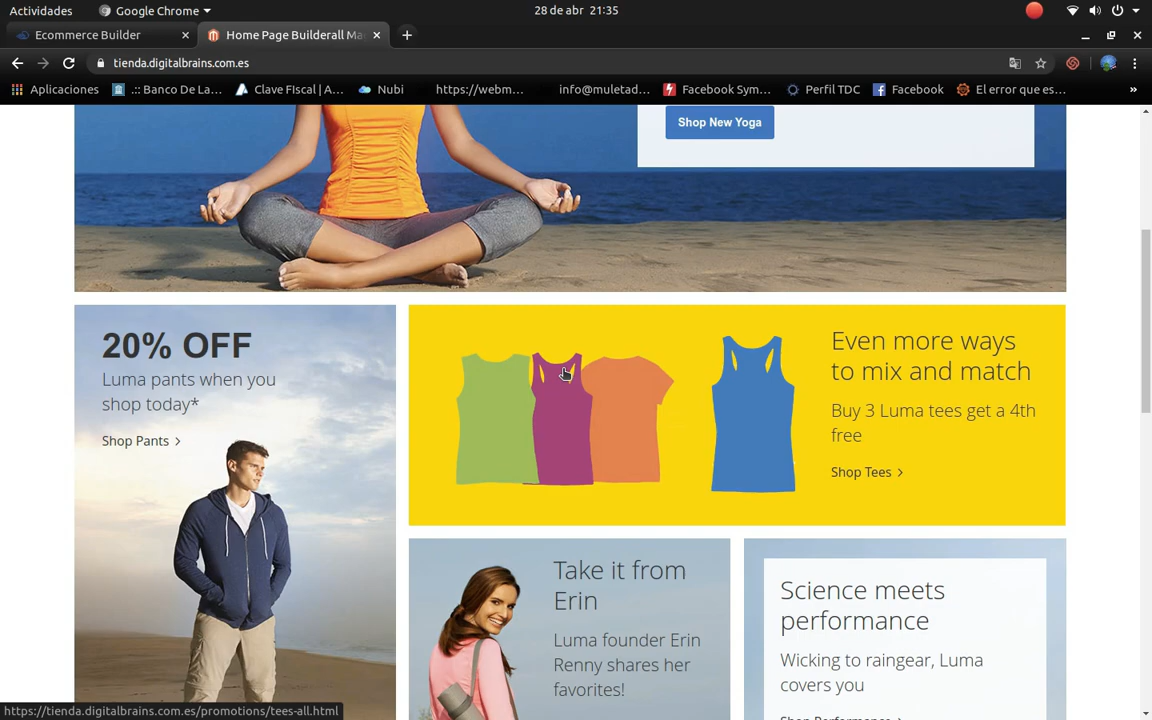 Actividades
Google Chrome
28 de abr 21:35
Ecommerce Builder
Home Page Builderall Ma
tienda.digitalbrains.com.es
Aplicaciones
.:: Banco De La...
Clave FIscal | A...
Nubi
https://webm...
info@muletad...
Facebook Sym...
Perfil TDC
Facebook
El error que es...
»
Shop New Yoga
20% OFF
Luma pants when you
shop today*
Shop Pants >
Even more ways
to mix and match
Buy 3 Luma tees get a 4th
free
Shop Tees >
Take it from
Erin
Luma founder Erin
Renny shares her
favorites!
Science meets
performance
Wicking to raingear, Luma
covers you
Shop Performance >
https://tienda.digitalbrains.com.es/promotions/tees-all.html